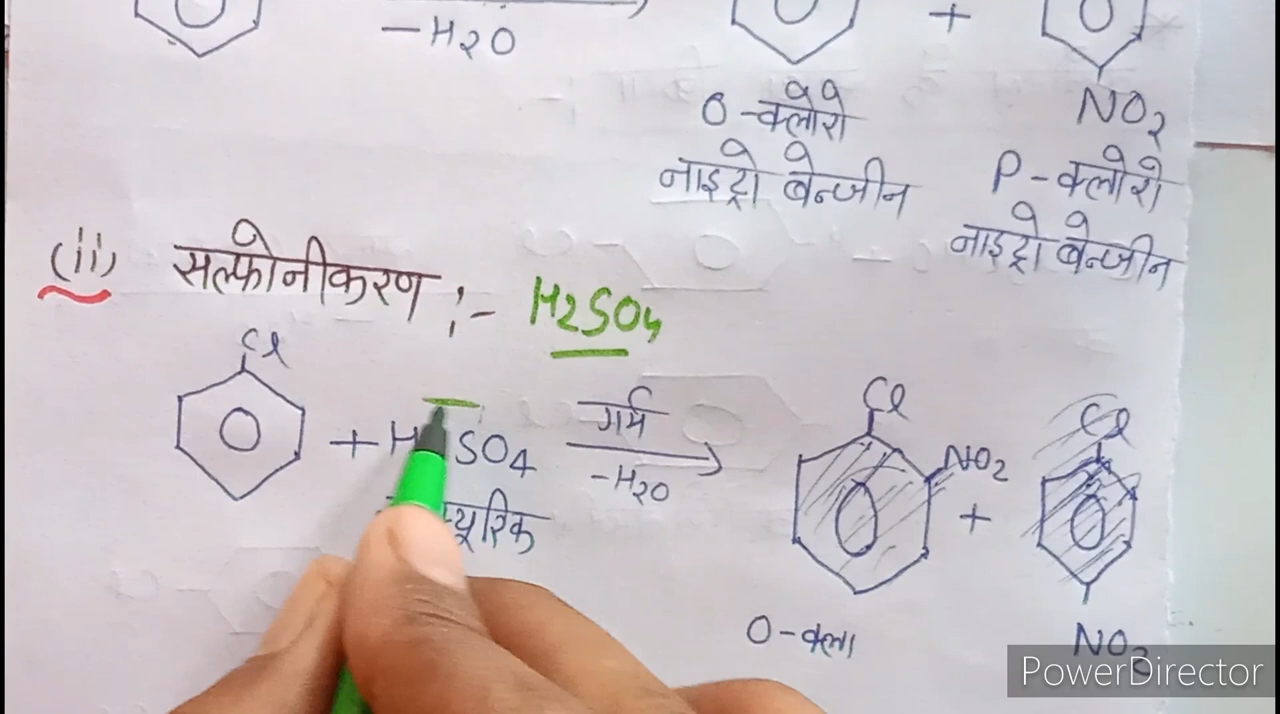 -H2O
+
NO2
O-क्लोरो
नाइट्रो बेन्जीन
P-क्लोरो
नाइट्रो बेन्जीन
(ii) सल्फोनीकरण :- H2SO4
Cl
+ H SO4
गर्म
-H2O
Cl
NO2
+
Cl
NO2
O-क्ला
PowerDirector